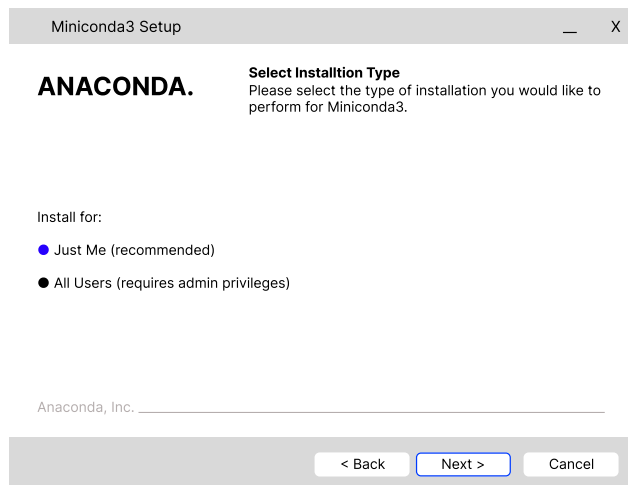 Miniconda3 Setup
_ X
ANACONDA.
Select Installtion Type
Please select the type of installation you would like to
perform for Miniconda3.
Install for:
Just Me (recommended)
All Users (requires admin privileges)
Anaconda, Inc.
< Back
Next >
Cancel